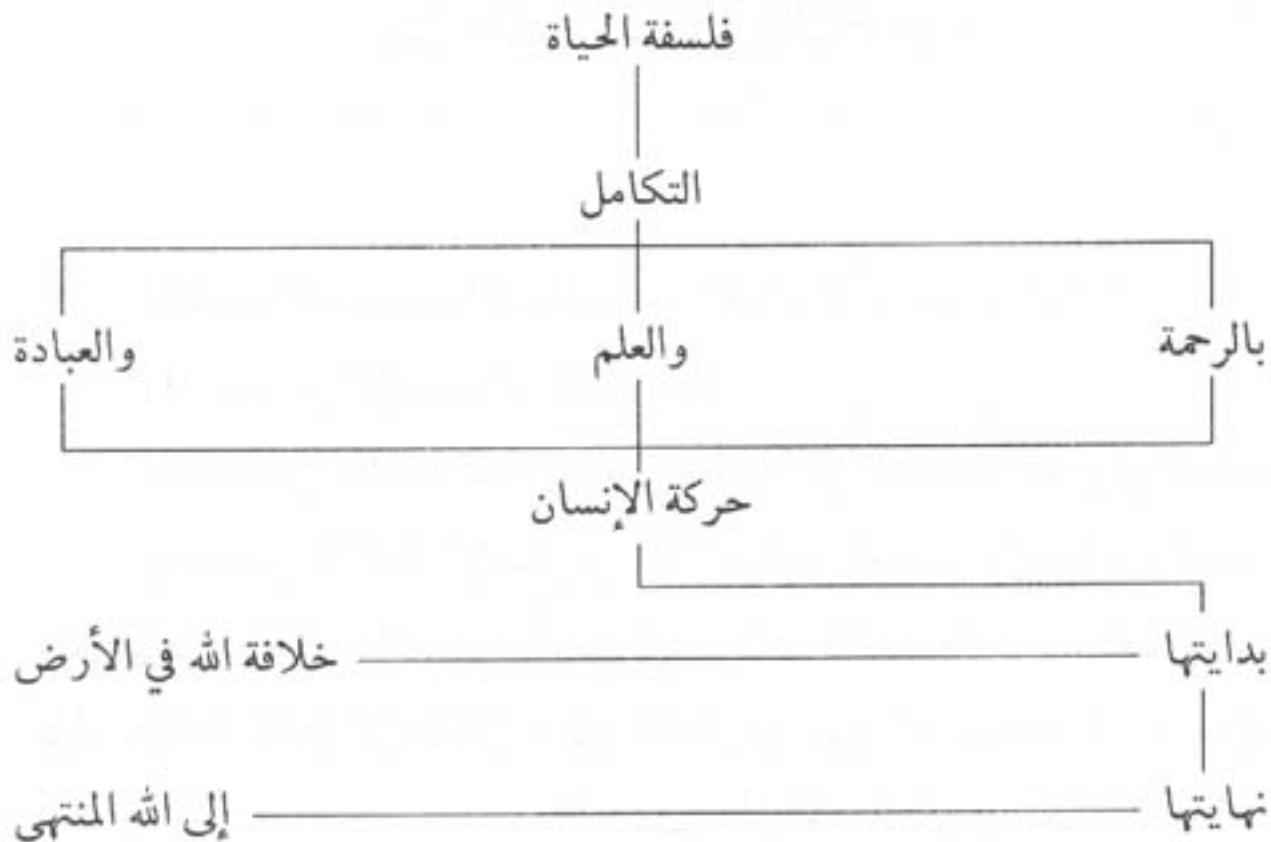 فلسفة الحياة
التكامل
بالرحمة والعلم والعبادة
حركة الإنسان
بدايتها خلافة الله في الأرض
نهايتها إلى الله المنتهى